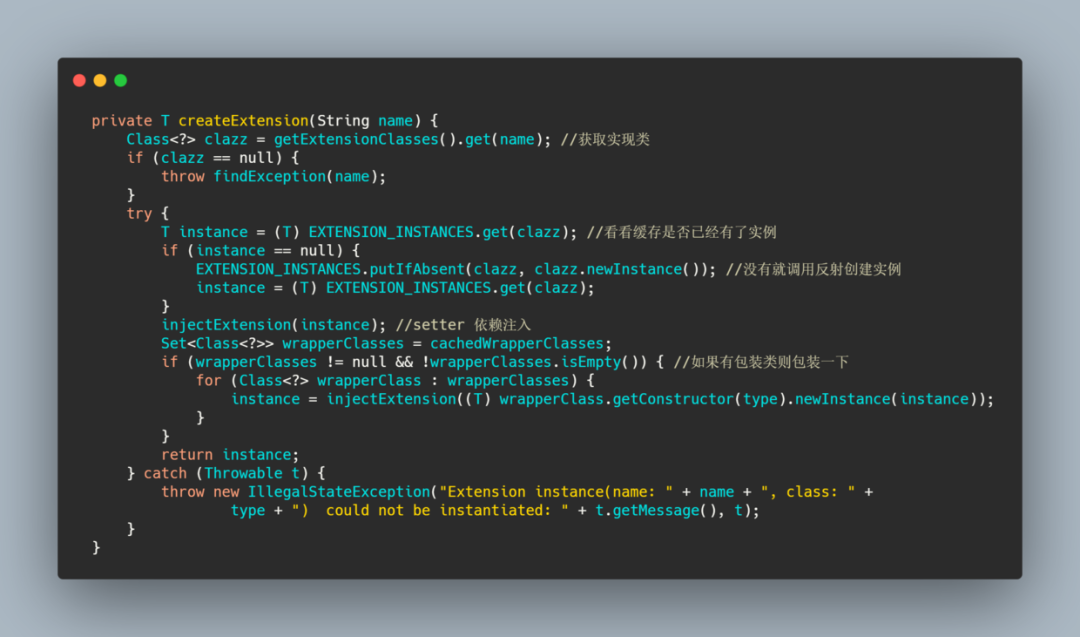 private T createExtension(String name) {
    Class<?> clazz = getExtensionClasses().get(name); //获取实现类
    if (clazz == null) {
        throw findException(name);
    }
    try {
        T instance = (T) EXTENSION_INSTANCES.get(clazz); //看看缓存是否已经有了实例
        if (instance == null) {
            EXTENSION_INSTANCES.putIfAbsent(clazz, clazz.newInstance()); //没有就调用反射创建实例
            instance = (T) EXTENSION_INSTANCES.get(clazz);
        }
        injectExtension(instance); //setter 依赖注入
        Set<Class<?>> wrapperClasses = cachedWrapperClasses;
        if (wrapperClasses != null && !wrapperClasses.isEmpty()) { //如果有包装类则包装一下
            for (Class<?> wrapperClass : wrapperClasses) {
                instance = injectExtension((T) wrapperClass.getConstructor(type).newInstance(instance));
            }
        }
        return instance;
    } catch (Throwable t) {
        throw new IllegalStateException("Extension instance(name: " + name + ", class: " +
                type + ")  could not be instantiated: " + t.getMessage(), t);
    }
}